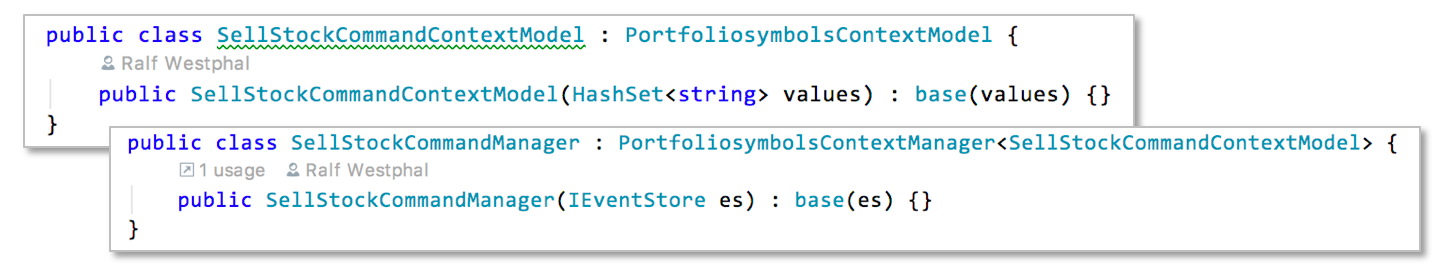 public class SellStockCommandContextModel : PortfoliosymbolsContextModel {
Ralf Westphal
public SellStockCommandContextModel(HashSet<string> values) : base(values) {}
}
public class SellStockCommandManager : PortfoliosymbolsContextManager<SellStockCommandContextModel> {
1 usage Ralf Westphal
public SellStockCommandManager(IEventStore es) : base(es) {}
}